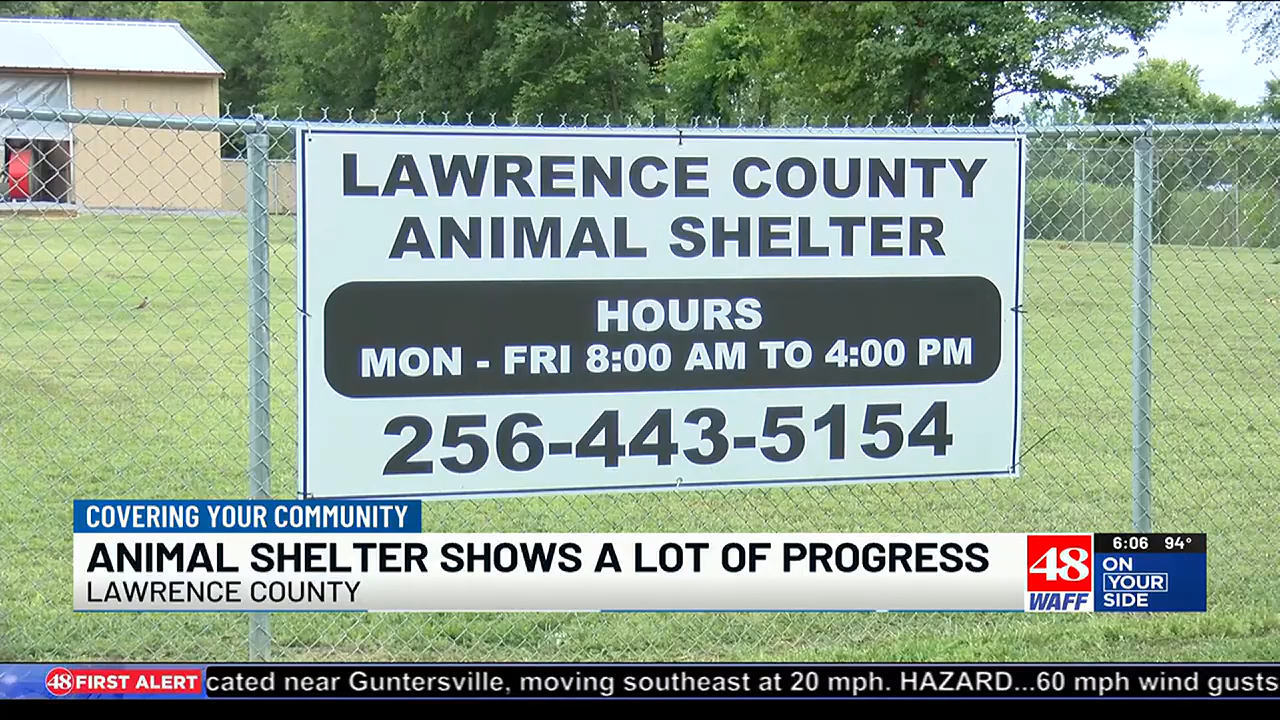 LAWRENCE COUNTY
ANIMAL SHELTER
HOURS
MON - FRI 8:00 AM TO 4:00 PM
256-443-5154
COVERING YOUR COMMUNITY
ANIMAL SHELTER SHOWS A LOT OF PROGRESS
LAWRENCE COUNTY
48
WAFF
6:06 94°
ON
YOUR
SIDE
48 FIRST ALERT cated near Guntersville, moving southeast at 20 mph. HAZARD...60 mph wind gusts